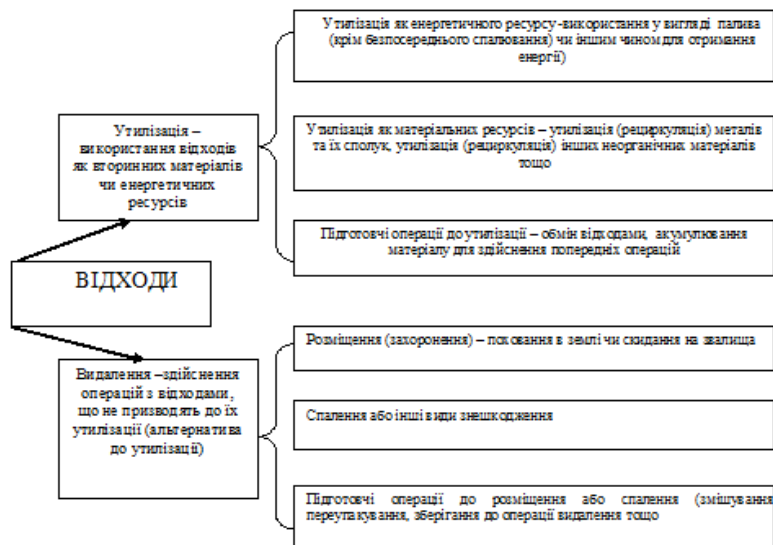 Утилізація як енергетичного ресурсу -використання у вигляді палива
(крім безпосереднього спалювання) чи іншим чином для отримання
енергії)
Утилізація –
використання відходів
як вторинних матеріалів
чи енергетичних
ресурсів
Утилізація як матеріальних ресурсів – утилізація (рециркуляція) металів
та їх сполук, утилізація (рециркуляція) інших неорганічних матеріалів
тощо
Підготовчі операції до утилізації – обмін відходами, акумулювання
матеріалу для здійснення попередніх операцій
ВІДХОДИ
Розміщення (захоронення) – поховання в землі чи скидання на звалища
Видалення –здійснення
операцій з відходами,
що не призводять до їх
утилізації (альтернатива
до утилізації)
Спалення або інші види знешкодження
Підготовчі операції до розміщення або спалення (змішування
переупакування, зберігання до операції видалення тощо